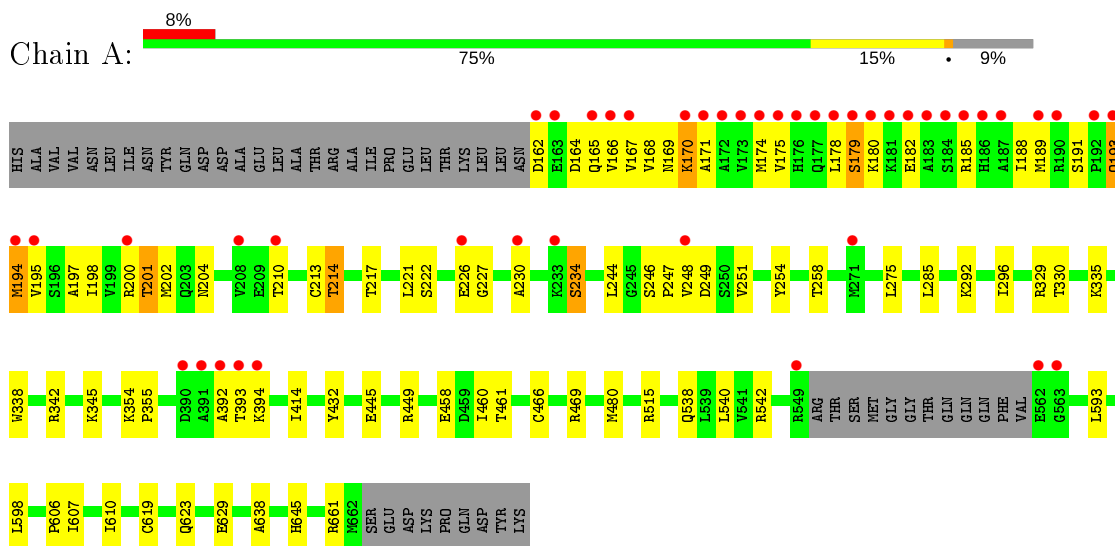 8%
Chain A:
75% 15% • 9%
HIS ALA VAL VAL ASN LEU ILE ASN TYR GLN ASP ASP ALA GLU LEU ALA THR ARG ALA ILE PRO GLU LEU THR LYS LEU LEU ASN D162 E163 D164 Q165 V166 V167 V168 N169 K170 A171 A172 V173 M174 V175 H176 Q177 L178 S179 K180 K181 E182 A183 S184 R185 H186 A187 I188 M189 R190 S191 P192 Q193
M194 V195 S196 A197 I198 V199 R200 T201 M202 Q203 N204 V208 E209 T210 C213 T214 T217 L221 S222 E226 G227 A230 K233 S234 L244 G245 S246 P247 V248 D249 S250 V251 Y254 T258 M271 L275 L285 K292 I296 R329 T330 K335
W338 R342 K345 K354 P355 D390 A391 A392 T393 K394 I414 Y432 E445 R449 E458 D459 I460 T461 C466 R469 M480 R515 Q538 L539 L540 V541 R542 R549 ARG THR SER MET GLY GLY THR GLN GLN GLN PHE VAL E562 G563 L593
L598 P606 I607 I610 C619 Q623 E629 A638 H645 R661 M662 SER GLU ASP LYS PRO GLN ASP TYR LYS